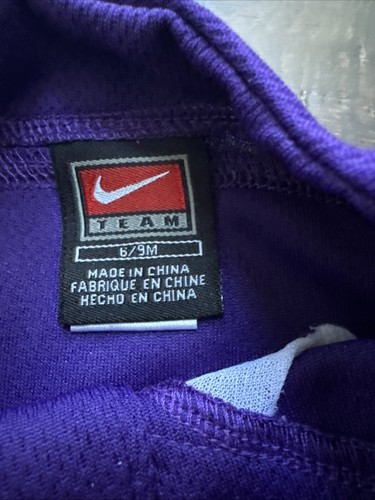 TEAM
6/9M
MADE IN CHINA
FABRIQUE EN CHINE
HECHO EN CHINA